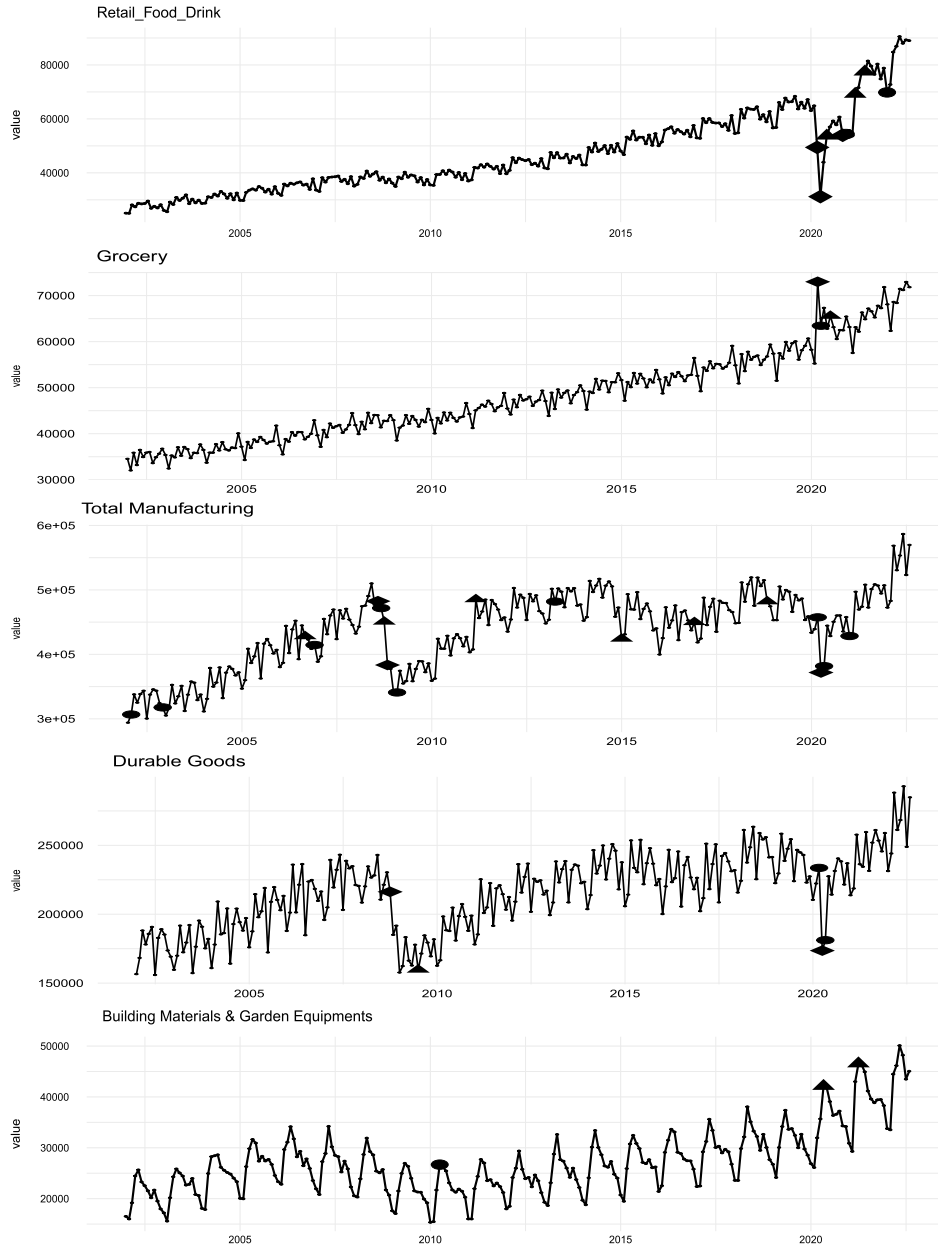 Retail_Food_Drink
value
80000
60000
40000
2005 2010 2015 2020
Grocery
value
70000
60000
50000
40000
30000
2005 2010 2015 2020
Total Manufacturing
value
6e+05
5e+05
4e+05
3e+05
2005 2010 2015 2020
Durable Goods
value
250000
200000
150000
2005 2010 2015 2020
Building Materials & Garden Equipments
value
50000
40000
30000
20000
2005 2010 2015 2020